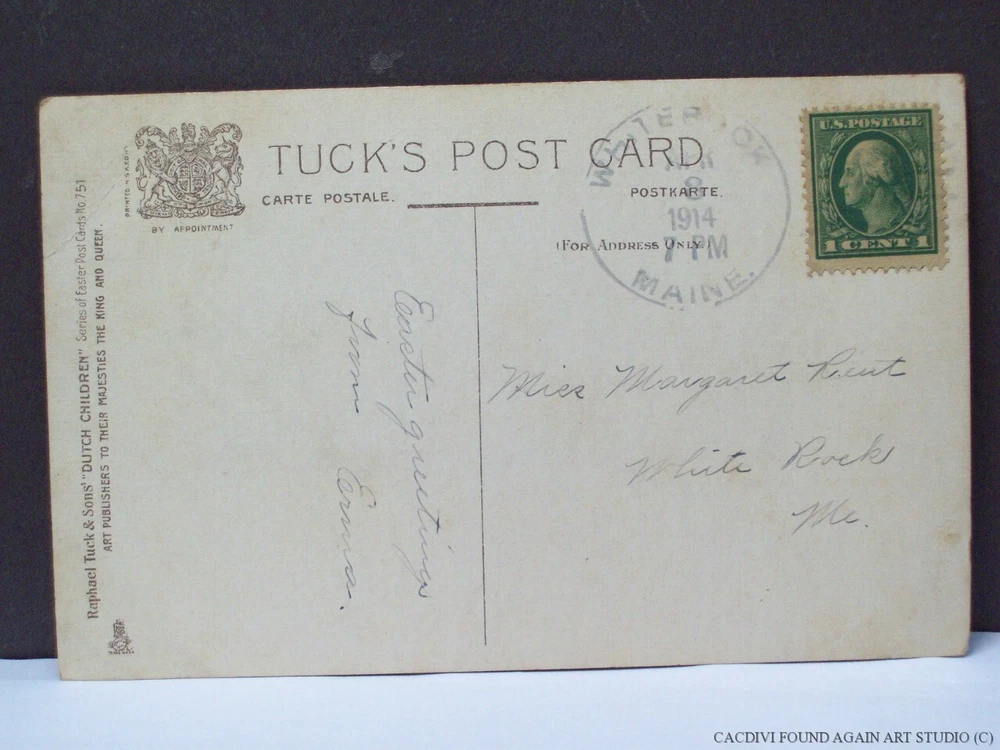 TUCK'S POST CARD
CARTE POSTALE.
POSTKARTE.
(FOR ADDRESS ONLY.)
BY APPOINTMENT
Raphael Tuck & Sons' "DUTCH CHILDREN" Series of Easter Post Cards No. 751
ART PUBLISHERS TO THEIR MAJESTIES THE KING AND QUEEN.
8
1914
7 PM
MAINE.
U.S. POSTAGE
1 CENT 1
Easter greetings
from Erma.
Miss Margaret
White Rock
Me.
CACDIVI FOUND AGAIN ART STUDIO (C)